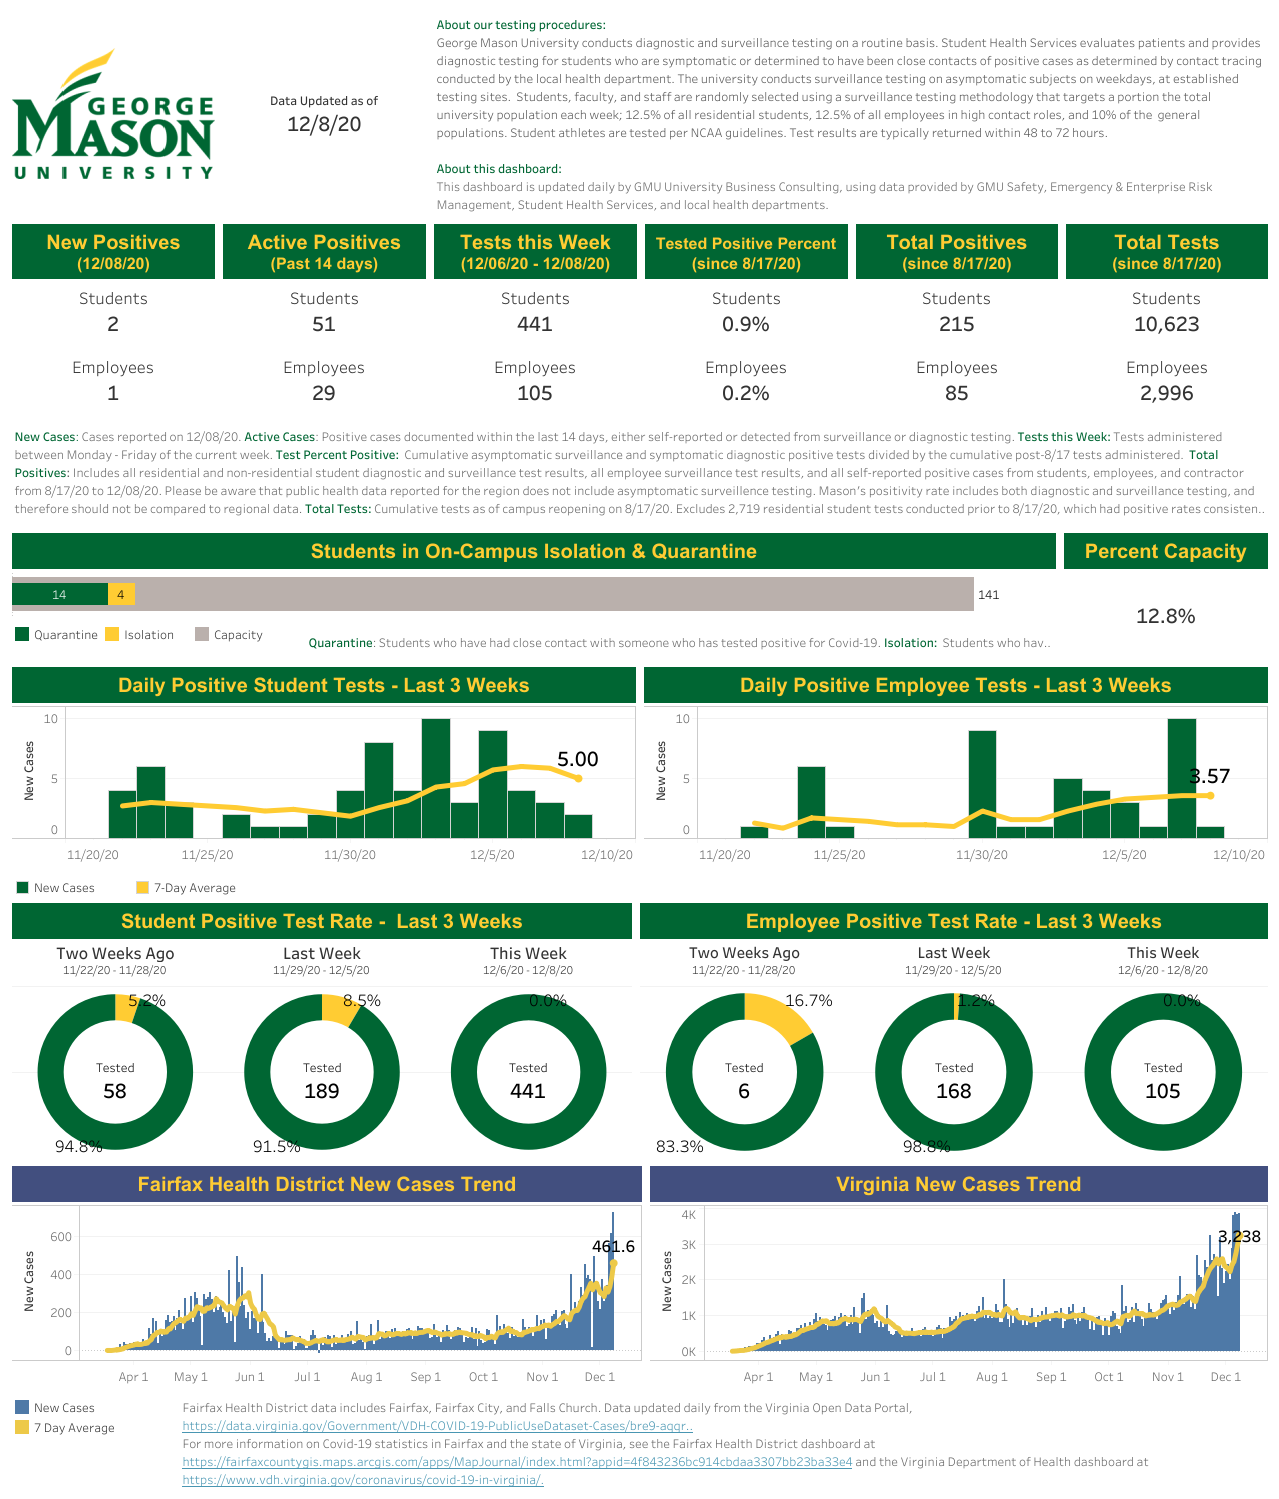 About our testing procedures:
George Mason University conducts diagnostic and surveillance testing on a routine basis. Student Health Services evaluates patients and provides
diagnostic testing for students who are symptomatic or determined to have been close contacts of positive cases as determined by contact tracing
conducted by the local health department. The university conducts surveillance testing on asymptomatic subjects on weekdays, at established
testing sites. Students, faculty, and staff are randomly selected using a surveillance testing methodology that targets a portion the total
university population each week; 12.5% of all residential students, 12.5% of all employees in high contact roles, and 10% of the general
populations. Student athletes are tested per NCAA guidelines. Test results are typically returned within 48 to 72 hours.
GEORGE
MASON
UNIVERSITY
Data Updated as of
12/8/20
About this dashboard:
This dashboard is updated daily by GMU University Business Consulting, using data provided by GMU Safety, Emergency & Enterprise Risk
Management, Student Health Services, and local health departments.
New Positives
(12/08/20)
Students
2
Employees
1
Active Positives
(Past 14 days)
Students
51
Employees
29
Tests this Week
(12/06/20 - 12/08/20)
Students
441
Employees
105
Tested Positive Percent
(since 8/17/20)
Students
0.9%
Employees
0.2%
Total Positives
(since 8/17/20)
Students
215
Employees
85
Total Tests
(since 8/17/20)
Students
10,623
Employees
2,996
New Cases: Cases reported on 12/08/20. Active Cases: Positive cases documented within the last 14 days, either self-reported or detected from surveillance or diagnostic testing. Tests this Week: Tests administered
between Monday - Friday of the current week. Test Percent Positive: Cumulative asymptomatic surveillance and symptomatic diagnostic positive tests divided by the cumulative post-8/17 tests administered. Total
Positives: Includes all residential and non-residential student diagnostic and surveillance test results, all employee surveillance test results, and all self-reported positive cases from students, employees, and contractor
from 8/17/20 to 12/08/20. Please be aware that public health data reported for the region does not include asymptomatic surveillence testing. Mason's positivity rate includes both diagnostic and surveillance testing, and
therefore should not be compared to regional data. Total Tests: Cumulative tests as of campus reopening on 8/17/20. Excludes 2,719 residential student tests conducted prior to 8/17/20, which had positive rates consisten..
Students in On-Campus Isolation & Quarantine
14
4
141
Quarantine
Isolation
Capacity
Quarantine: Students who have had close contact with someone who has tested positive for Covid-19. Isolation: Students who hav..
Percent Capacity
12.8%
Daily Positive Student Tests - Last 3 Weeks
New Cases
10
5
0
5.00
11/20/20 11/25/20 11/30/20 12/5/20 12/10/20
Daily Positive Employee Tests - Last 3 Weeks
New Cases
10
5
0
3.57
11/20/20 11/25/20 11/30/20 12/5/20 12/10/20
New Cases
7-Day Average
Student Positive Test Rate - Last 3 Weeks
Two Weeks Ago
11/22/20 - 11/28/20
5.2%
Tested
58
94.8%
Last Week
11/29/20 - 12/5/20
8.5%
Tested
189
91.5%
This Week
12/6/20 - 12/8/20
0.0%
Tested
441
Employee Positive Test Rate - Last 3 Weeks
Two Weeks Ago
11/22/20 - 11/28/20
16.7%
Tested
6
83.3%
Last Week
11/29/20 - 12/5/20
1.2%
Tested
168
98.8%
This Week
12/6/20 - 12/8/20
0.0%
Tested
105
Fairfax Health District New Cases Trend
New Cases
600
400
200
0
461.6
Apr 1 May 1 Jun 1 Jul 1 Aug 1 Sep 1 Oct 1 Nov 1 Dec 1
Virginia New Cases Trend
New Cases
4K
3K
2K
1K
0K
3,238
Apr 1 May 1 Jun 1 Jul 1 Aug 1 Sep 1 Oct 1 Nov 1 Dec 1
New Cases
7 Day Average
Fairfax Health District data includes Fairfax, Fairfax City, and Falls Church. Data updated daily from the Virginia Open Data Portal,
https://data.virginia.gov/Government/VDH-COVID-19-PublicUseDataset-Cases/bre9-aqqr..
For more information on Covid-19 statistics in Fairfax and the state of Virginia, see the Fairfax Health District dashboard at
https://fairfaxcountygis.maps.arcgis.com/apps/MapJournal/index.html?appid=4f843236bc914cbdaa3307bb23ba33e4 and the Virginia Department of Health dashboard at
https://www.vdh.virginia.gov/coronavirus/covid-19-in-virginia/.